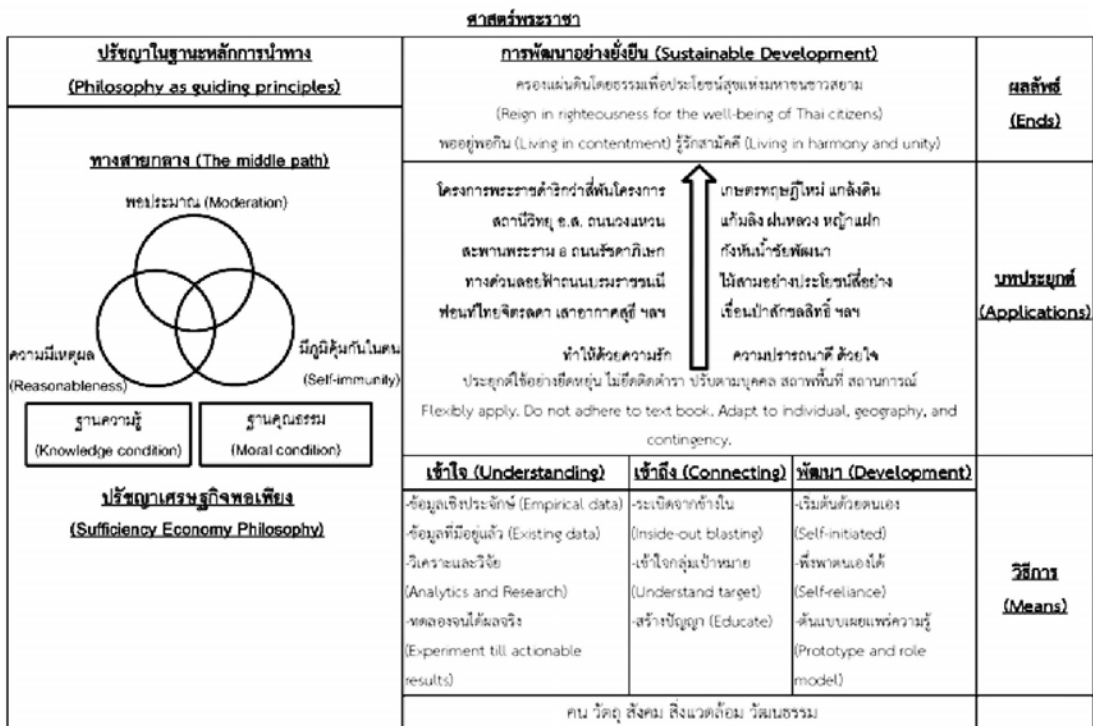 ศาสตร์พระราชา
ปรัชญาในฐานะหลักการนำทาง
(Philosophy as guiding principles)
ทางสายกลาง (The middle path)
พอประมาณ (Moderation)
ความมีเหตุผล
(Reasonableness)
มีภูมิคุ้มกันในตน
(Self-immunity)
ฐานความรู้
(Knowledge condition)
ฐานคุณธรรม
(Moral condition)
ปรัชญาเศรษฐกิจพอเพียง
(Sufficiency Economy Philosophy)
การพัฒนาอย่างยั่งยืน (Sustainable Development)
ครองแผ่นดินโดยธรรมเพื่อประโยชน์สุขแห่งมหาชนชาวสยาม
(Reign in righteousness for the well-being of Thai citizens)
พออยู่พอกิน (Living in contentment) รู้รักสามัคคี (Living in harmony and unity)
ผลลัพธ์
(Ends)
โครงการพระราชดำริกว่าสี่พันโครงการ
สถานีวิทยุ อ.ส. ถนนวงแหวน
สะพานพระราม ๘ ถนนรัชดาภิเษก
ทางด่วนลอยฟ้าถนนบรมราชชนนี
ฟอนท์ไทยจิตรลดา เสาอากาศสุธี ฯลฯ
ทำให้ด้วยความรัก
เกษตรทฤษฎีใหม่ แกล้งดิน
แก้มลิง ฝนหลวง หญ้าแฝก
กังหันน้ำชัยพัฒนา
ไม้สามอย่างประโยชน์สี่อย่าง
เขื่อนป่าสักชลสิทธิ์ ฯลฯ
ความปรารถนาดี ด้วยใจ
ประยุกต์ใช้อย่างยืดหยุ่น ไม่ยึดติดตำรา ปรับตามบุคคล สภาพพื้นที่ สถานการณ์
Flexibly apply. Do not adhere to text book. Adapt to individual, geography, and
contingency.
บทประยุกต์
(Applications)
เข้าใจ (Understanding)
-ข้อมูลเชิงประจักษ์ (Empirical data)
-ข้อมูลที่มีอยู่แล้ว (Existing data)
-วิเคราะและวิจัย
(Analytics and Research)
-ทดลองจนได้ผลจริง
(Experiment till actionable
results)
เข้าถึง (Connecting)
-ระเบิดจากข้างใน
(Inside-out blasting)
-เข้าใจกลุ่มเป้าหมาย
(Understand target)
-สร้างปัญญา (Educate)
พัฒนา (Development)
-เริ่มต้นด้วยตนเอง
(Self-initiated)
-พึ่งพาตนเองได้
(Self-reliance)
-ต้นแบบเผยแพร่ความรู้
(Prototype and role
model)
วิธีการ
(Means)
คน วัตถุ สังคม สิ่งแวดล้อม วัฒนธรรม